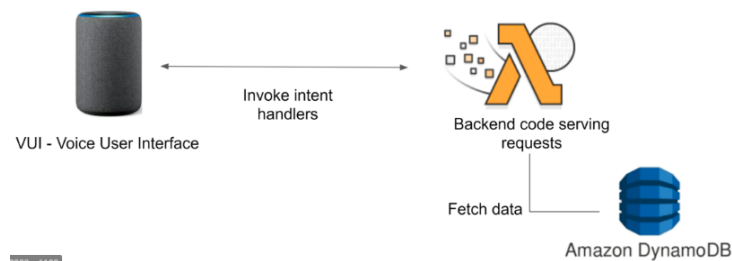 Invoke intent
handlers
VUI - Voice User Interface
Backend code serving
requests
Fetch data
Amazon DynamoDB